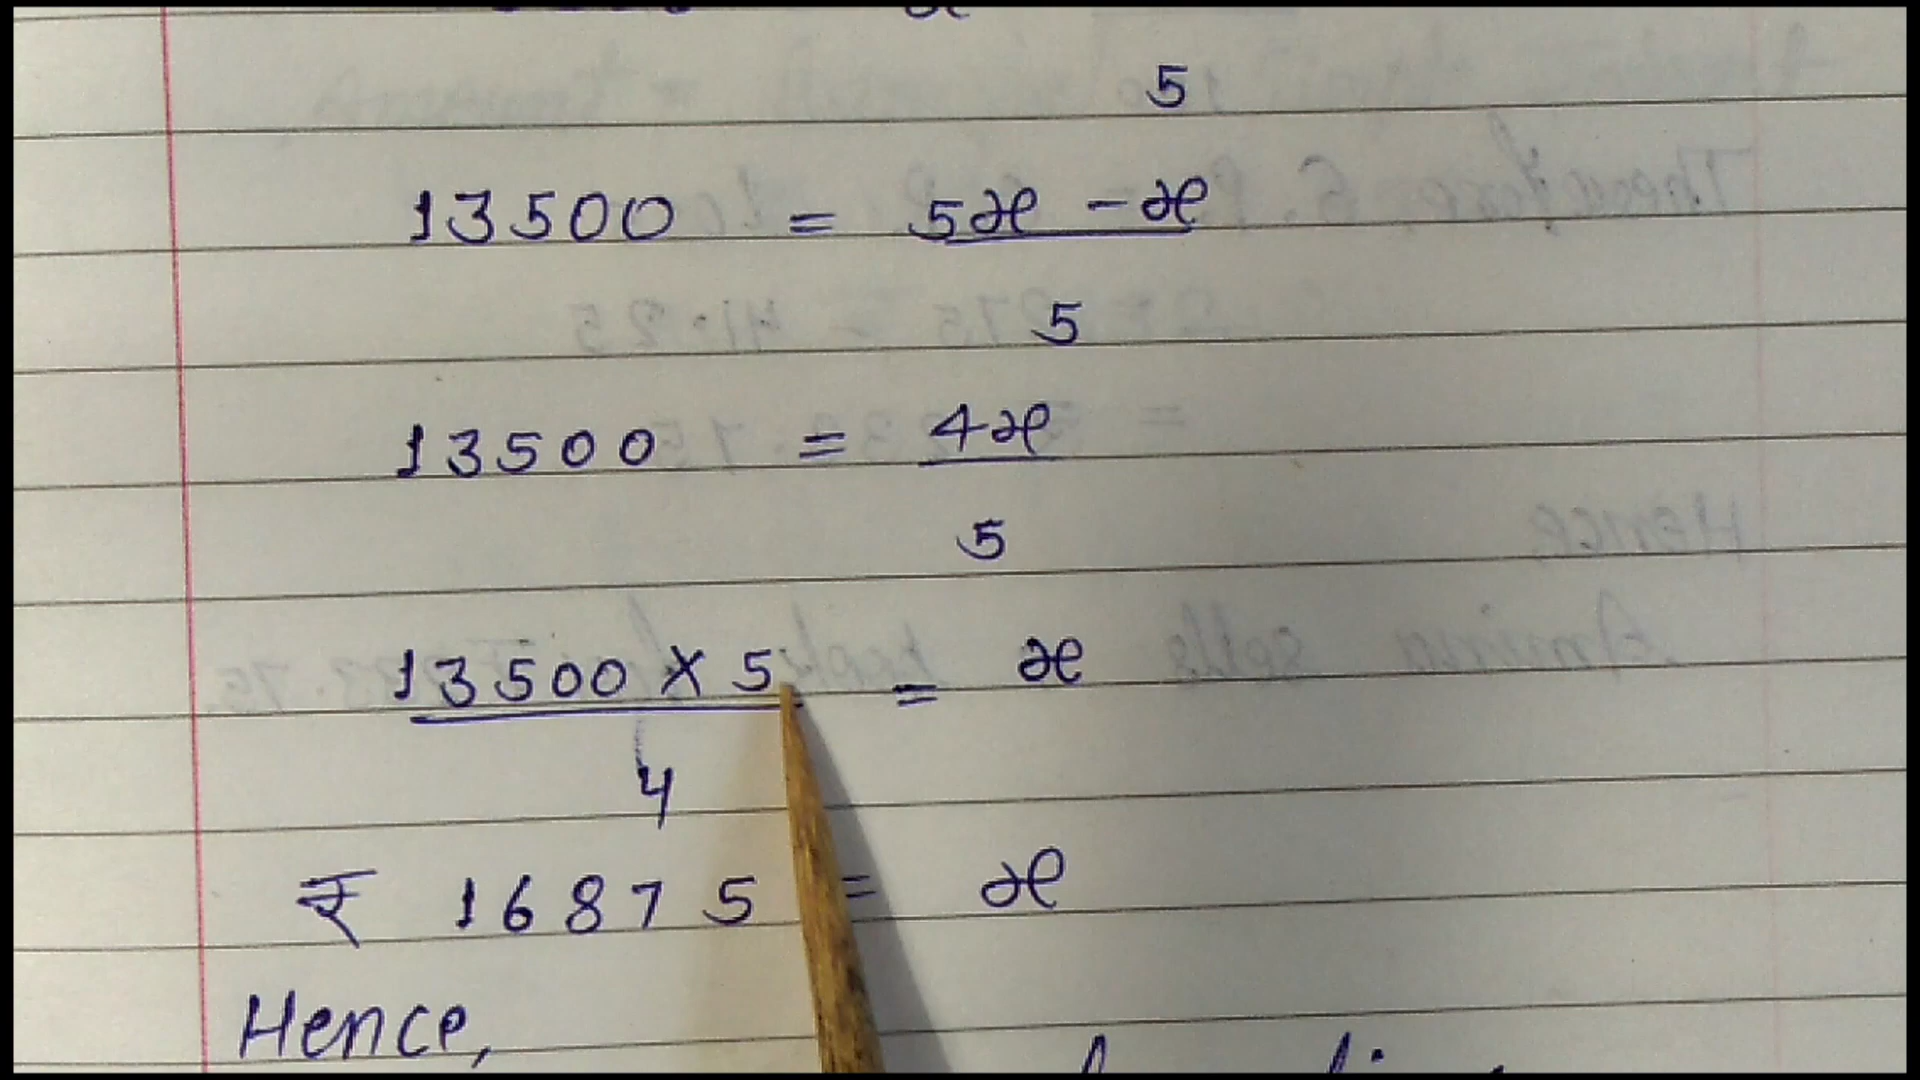 5
13500 = 5x - x
5
13500 = 4x
5
13500 × 5 = x
4
₹ 16875 = x
Hence,